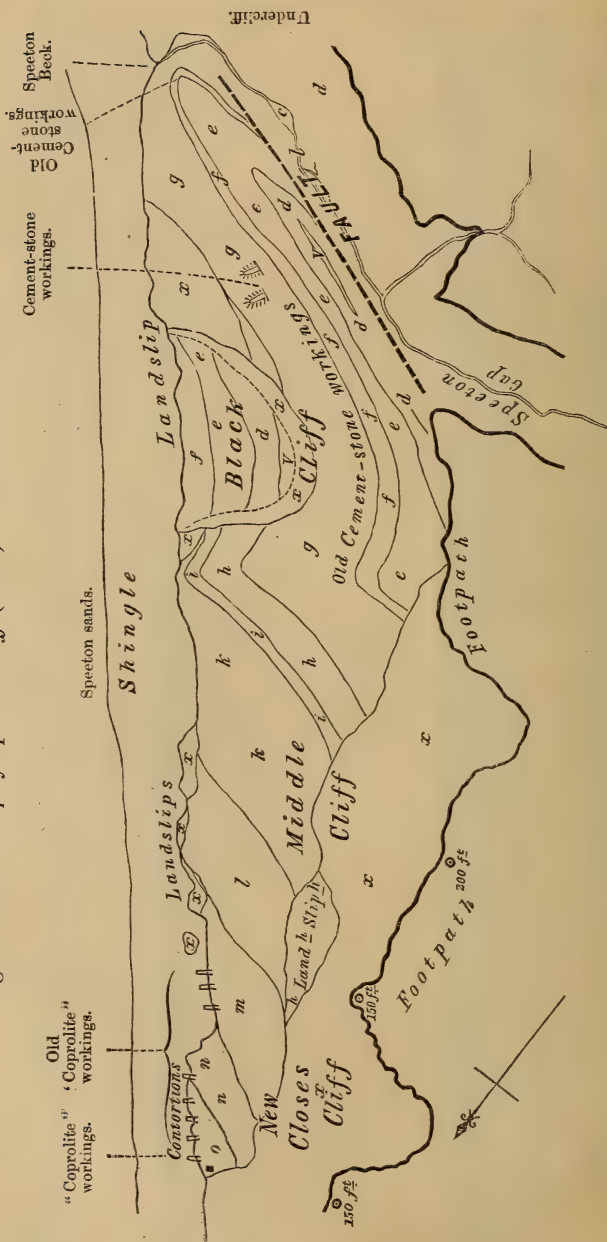 "Coprolite" workings.
Old "Coprolite" workings.
Speeton sands.
Cement-stone workings.
Old Cement-stone workings.
Speeton Beck.
Undercliff.
Shingle
Landslips
Landslip
Contortions
x
x
x
x
x
x
o
n
n
m
l
k
k
i
i
i
h
h
g
g
g
f
e
e
d
v
x
x
Black
Cliff
Old Cement-stone workings
f
f
f
e
e
e
c
c
d
v
d
d
FAULT
l
c
d
Middle
Cliff
h Land h Slip h
New
Closes
x
Cliff
x
x
Footpath
Footpath
150 ft
150 ft
200 ft
Speeton
Gap